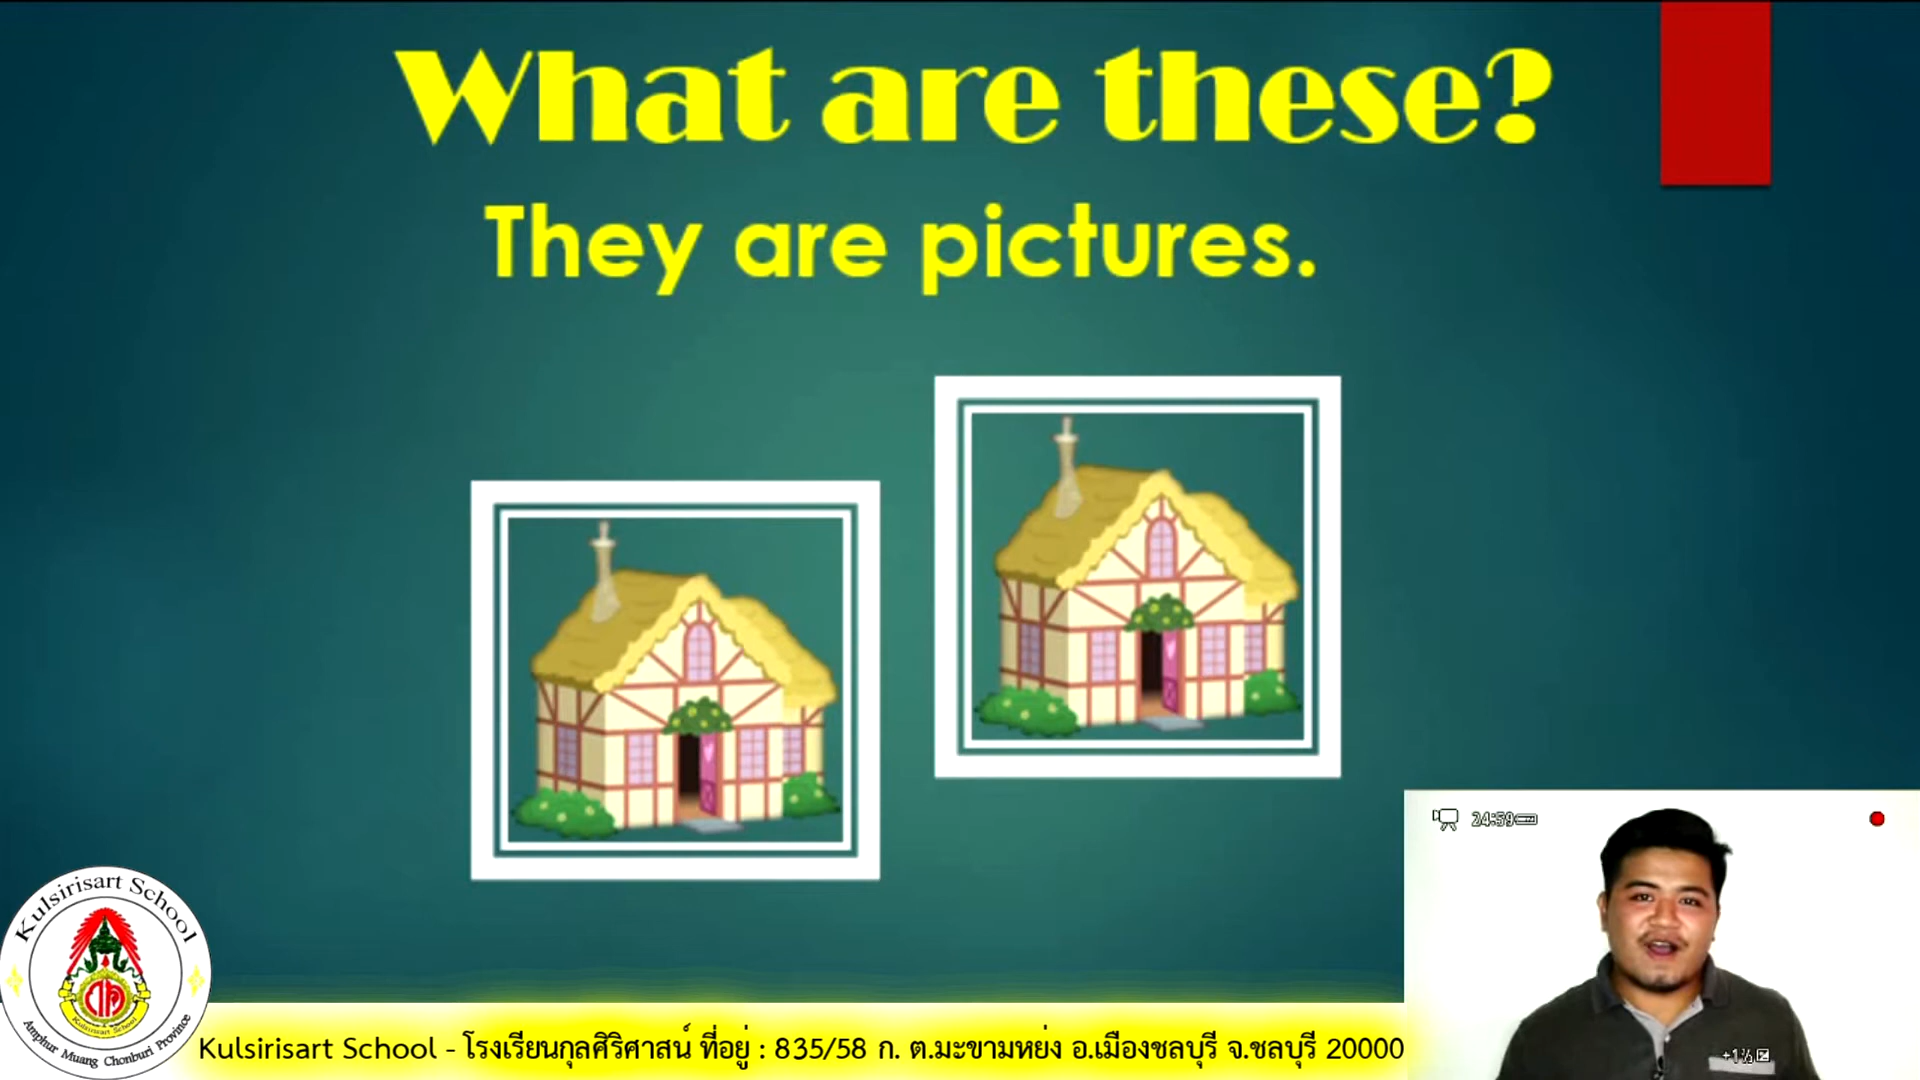 What are these?
They are pictures.
24:59
Kulsirisart School
Kulsirisart School
Amphur Muang Chonburi Province
Kulsirisart School - โรงเรียนกุลศิริศาสน์ ที่อยู่ : 835/58 ก. ต.มะขามหย่ง อ.เมืองชลบุรี จ.ชลบุรี 20000